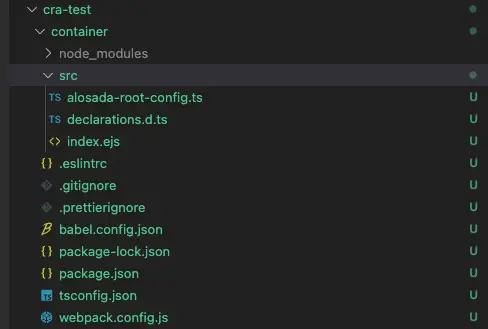 cra-test
container
node_modules
src
TS alosada-root-config.ts U
TS declarations.d.ts U
<> index.ejs U
{} .eslintrc U
.gitignore U
.prettierignore U
babel.config.json U
{} package-lock.json U
{} package.json U
TS tsconfig.json U
webpack.config.js U